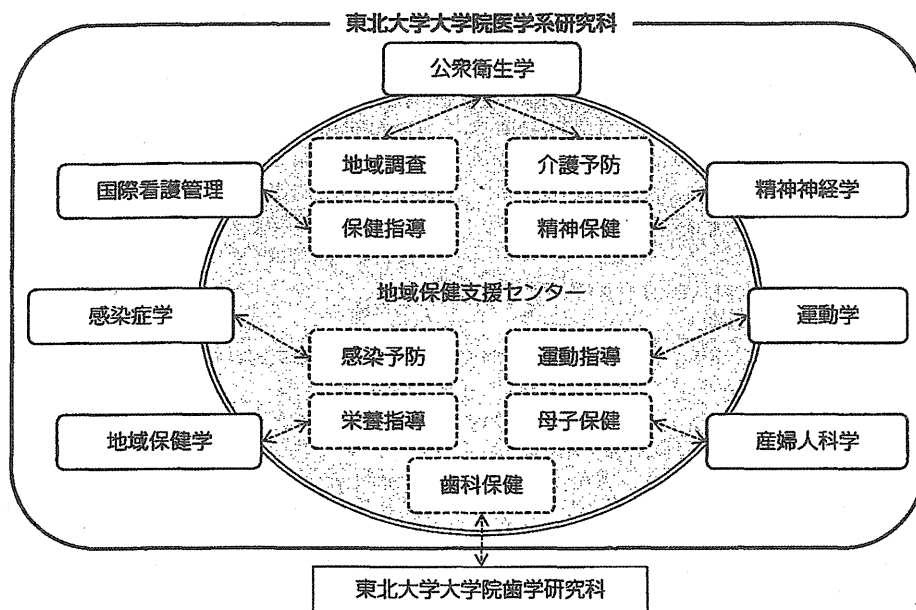 東北大学大学院医学系研究科
公衆衛生学
地域調査
介護予防
国際看護管理
精神神経学
保健指導
精神保健
地域保健支援センター
感染症学
運動学
感染予防
運動指導
地域保健学
栄養指導
母子保健
産婦人科学
歯科保健
東北大学大学院歯学研究科